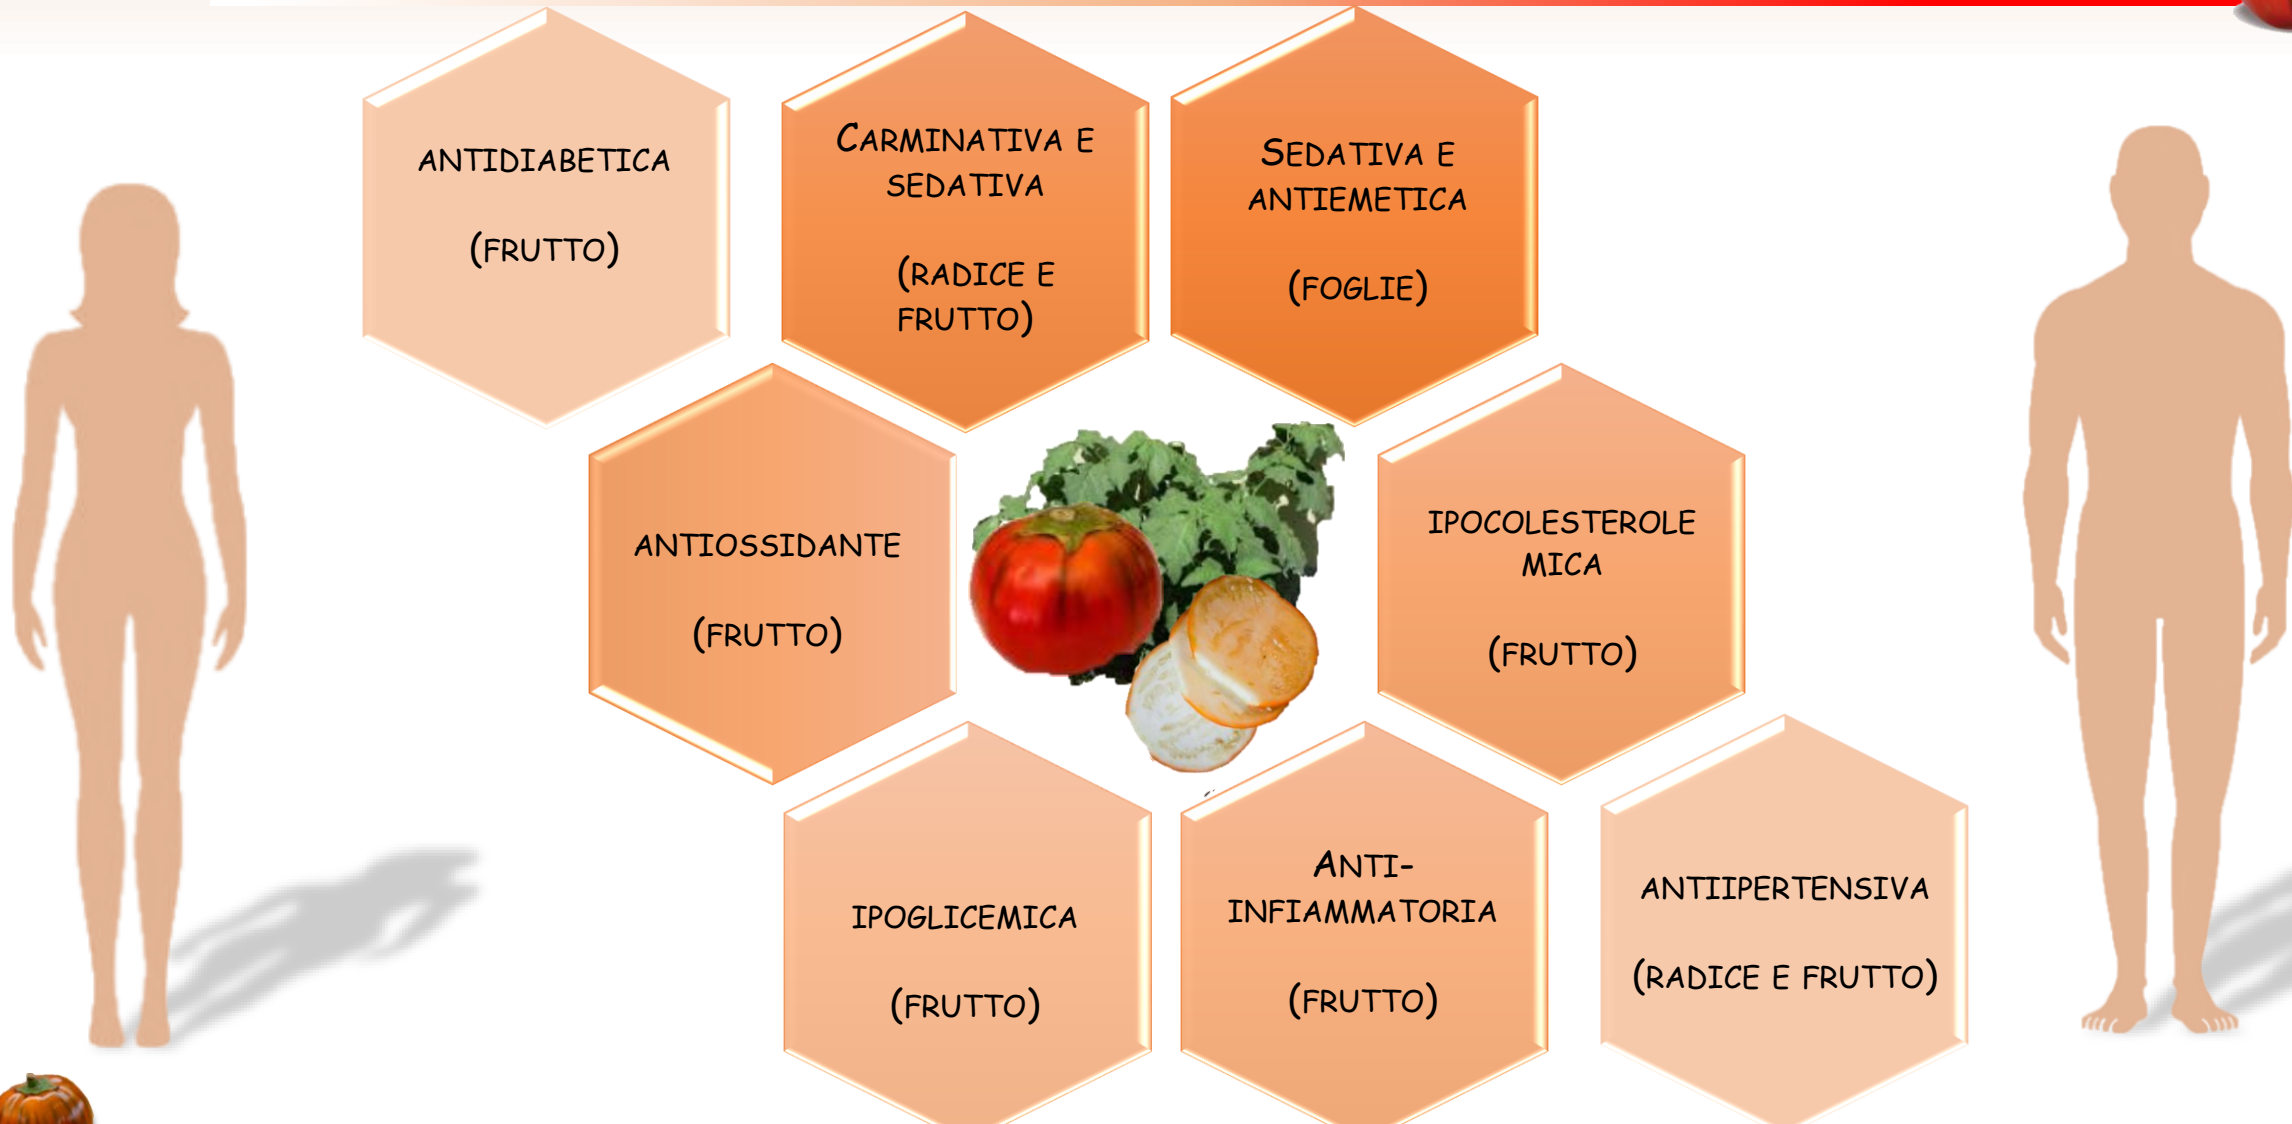 ANTIDIABETICA
(FRUTTO)
CARMINATIVA E
SEDATIVA
(RADICE E
FRUTTO)
SEDATIVA E
ANTIEMETICA
(FOGLIE)
ANTIOSSIDANTE
(FRUTTO)
IPOCOLESTEROLE
MICA
(FRUTTO)
IPOGLICEMICA
(FRUTTO)
ANTI-
INFIAMMATORIA
(FRUTTO)
ANTIIPERTENSIVA
(RADICE E FRUTTO)